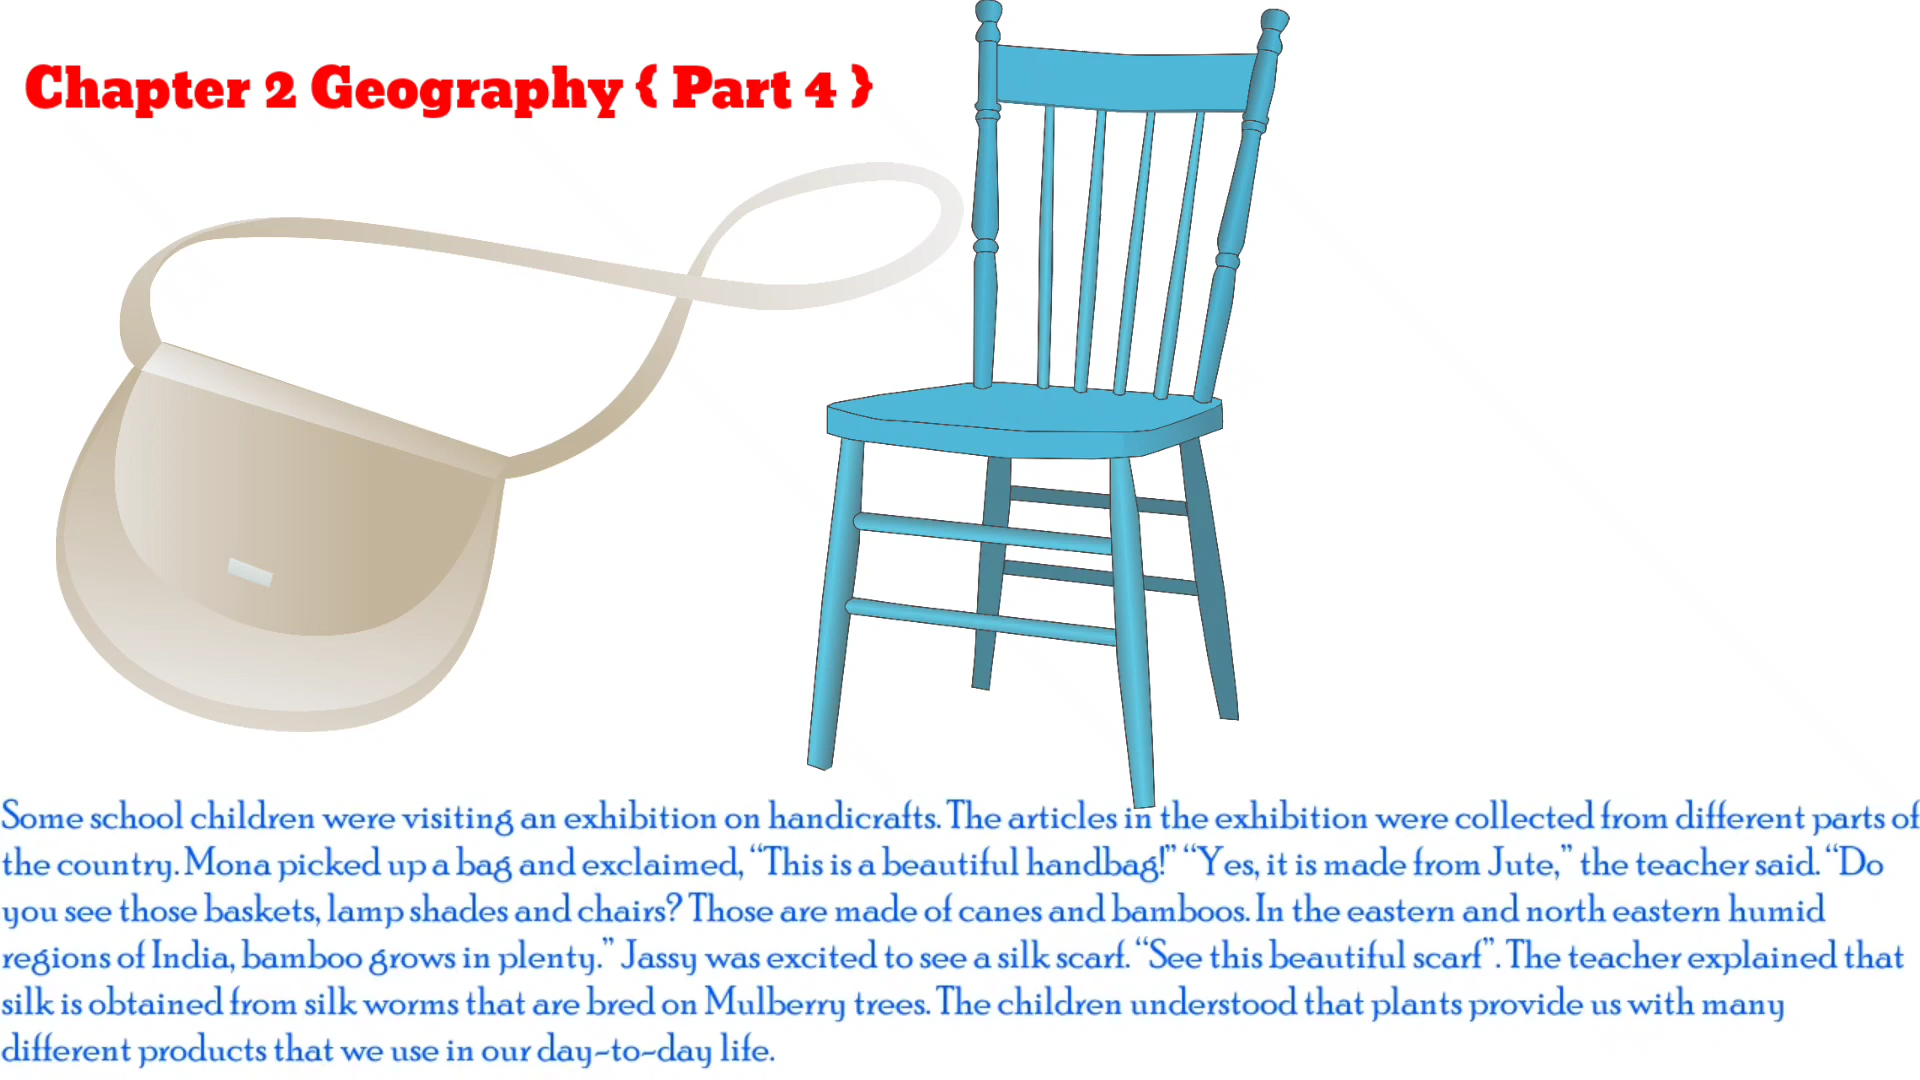 Chapter 2 Geography { Part 4 }
Some school children were visiting an exhibition on handicrafts. The articles in the exhibition were collected from different parts of
the country. Mona picked up a bag and exclaimed, “This is a beautiful handbag!” “Yes, it is made from Jute,” the teacher said. “Do
you see those baskets, lamp shades and chairs? Those are made of canes and bamboos. In the eastern and north eastern humid
regions of India, bamboo grows in plenty.” Jassy was excited to see a silk scarf. “See this beautiful scarf”. The teacher explained that
silk is obtained from silk worms that are bred on Mulberry trees. The children understood that plants provide us with many
different products that we use in our day-to-day life.